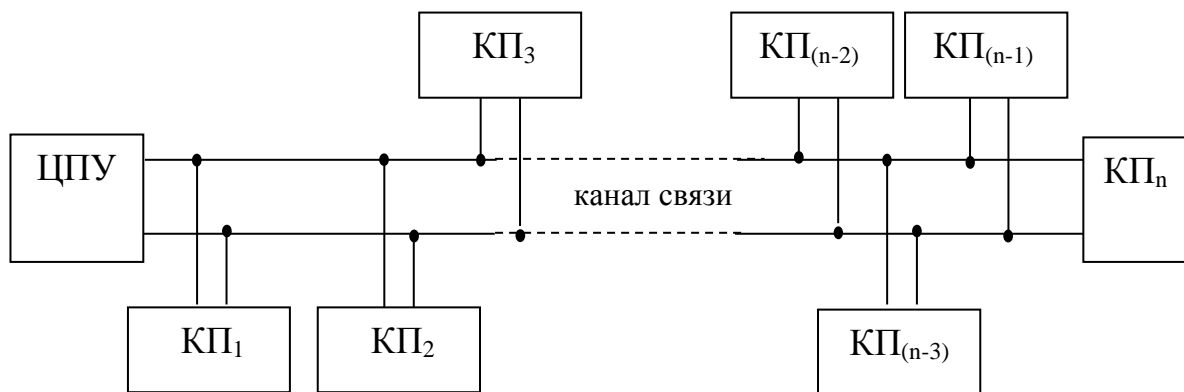 КП₃
КП₍ₙ₋₂₎
КП₍ₙ₋₁₎
ЦПУ
канал связи
КПₙ
КП₁
КП₂
КП₍ₙ₋₃₎